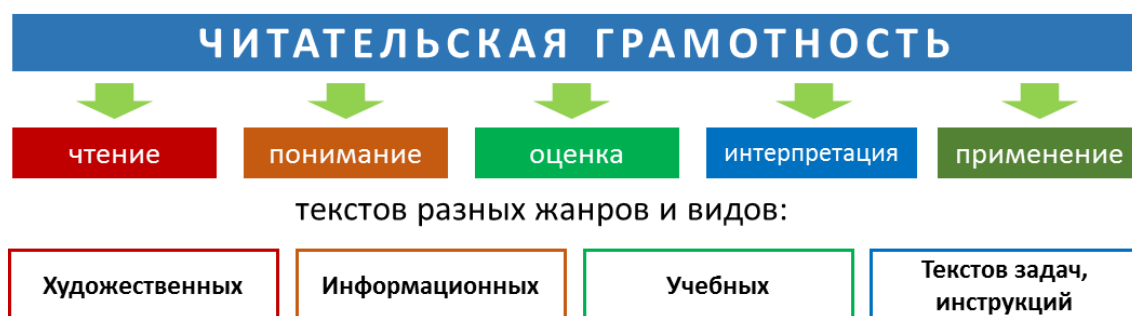 ЧИТАТЕЛЬСКАЯ ГРАМОТНОСТЬ
чтение понимание оценка интерпретация применение
текстов разных жанров и видов:
Художественных Информационных Учебных Текстов задач,
инструкций